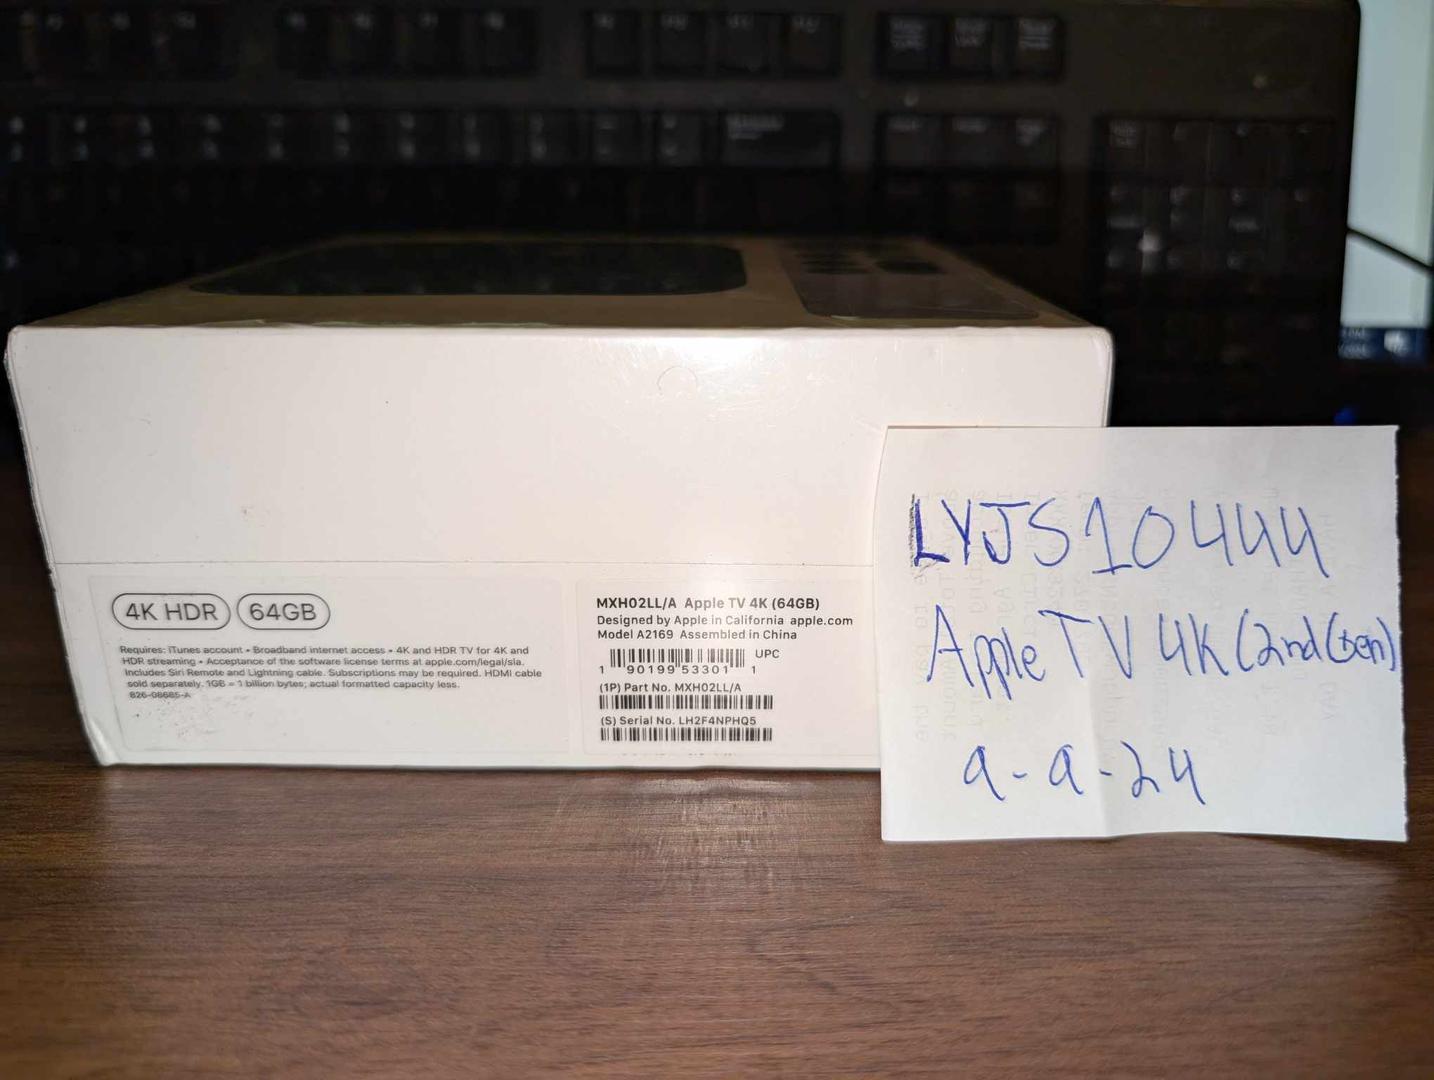 4K HDR 64GB
Requires: iTunes account • Broadband internet access • 4K and HDR TV for 4K and
HDR streaming • Acceptance of the software license terms at apple.com/legal/sla.
Includes Siri Remote and Lightning cable. Subscriptions may be required. HDMI cable
sold separately. 1GB = 1 billion bytes; actual formatted capacity less.
826-08685-A
MXH02LL/A Apple TV 4K (64GB)
Designed by Apple in California apple.com
Model A2169 Assembled in China
UPC
1 90199 53301 1
(1P) Part No. MXH02LL/A
(S) Serial No. LH2F4NPHQ5
LYJS10444
Apple TV 4K (2nd Gen)
9-9-24